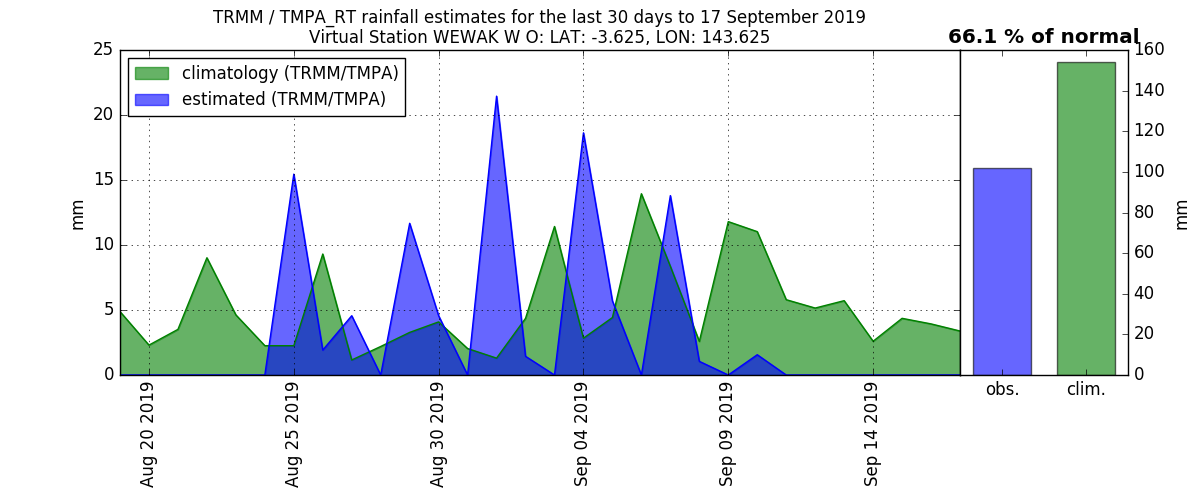 TRMM / TMPA_RT rainfall estimates for the last 30 days to 17 September 2019
Virtual Station WEWAK W O: LAT: -3.625, LON: 143.625
66.1 % of normal
climatology (TRMM/TMPA)
estimated (TRMM/TMPA)
25
20
15
10
5
0
mm
Aug 20 2019
Aug 25 2019
Aug 30 2019
Sep 04 2019
Sep 09 2019
Sep 14 2019
160
140
120
100
80
60
40
20
0
mm
obs.
clim.